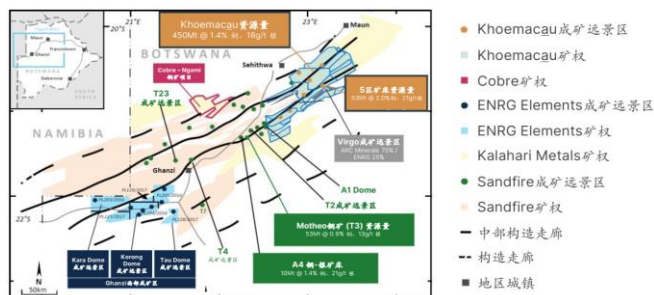 20°S
21°E
23°E
Maun
Khoemacau资源量
450Mt @ 1.4% 铜, 18g/t 银
BOTSWANA
Sehithwa
Cobre – Ngami
铜矿项目
T23
成矿远景区
5区矿床资源量
93Mt @ 2.0% 铜, 21g/t 银
NAMIBIA
Virgo成矿远景区
ARC Minerals 75% /
ENRG 25%
Ghanzi
A1 Dome
T2成矿远景区
Motheo铜矿 (T3) 资源量
53Mt @ 0.9% 铜, 13g/t 银
22°S
T7
T4
成矿远景区
A4 铜-银矿床
10Mt @ 1.4% 铜, 21g/t 银
Kara Dome
成矿远景区
Korong
Dome
成矿远景区
Tau Dome
成矿远景区
Ghanzi西部成矿远景区
N
50km
Khoemacau成矿远景区
Khoemacau矿权
Cobre矿权
ENRG Elements成矿远景区
ENRG Elements矿权
Kalahari Metals矿权
Sandfire成矿远景区
Sandfire矿权
中部构造走廊
构造走廊
地区城镇